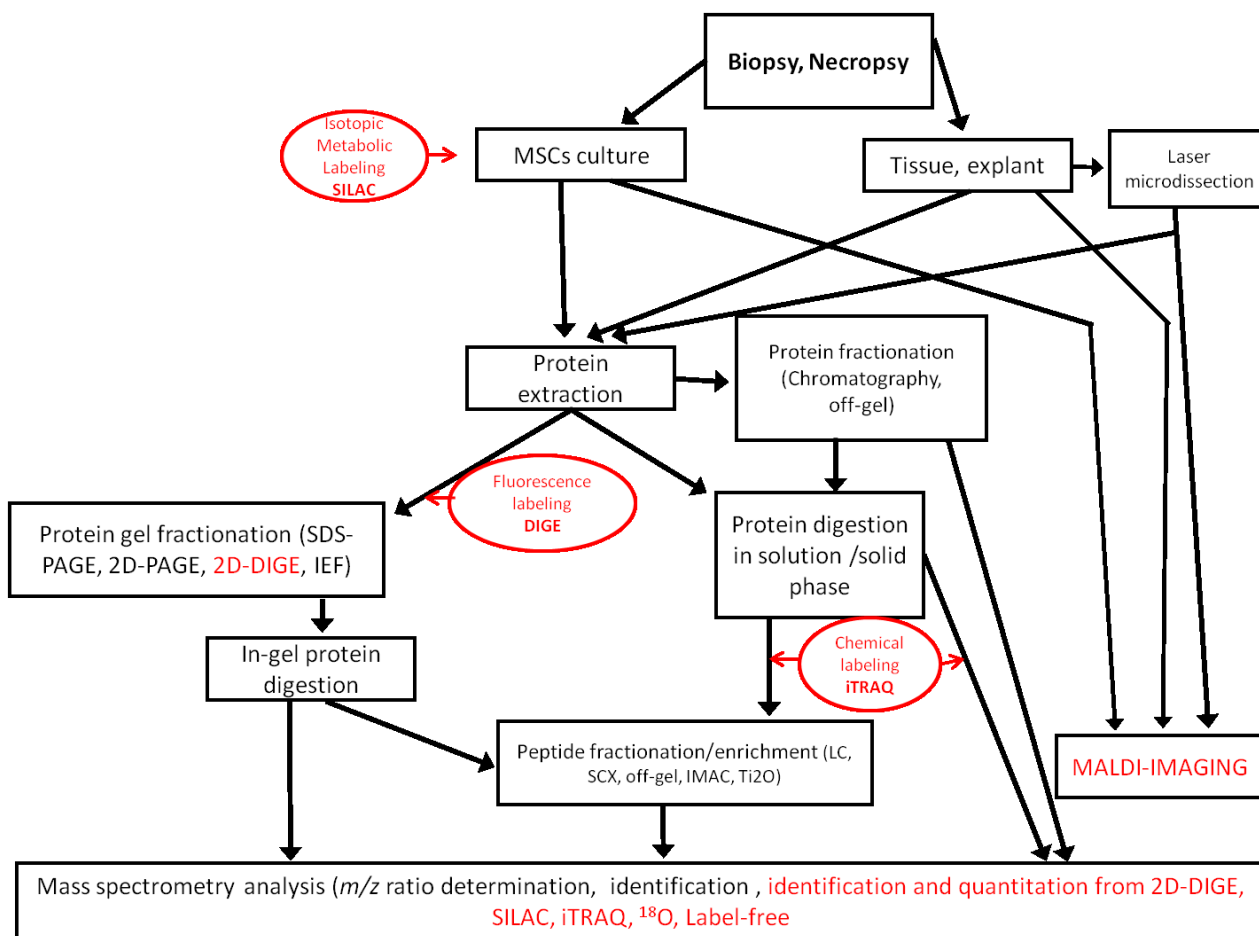 Biopsy, Necropsy
Isotopic
Metabolic
Labeling
SILAC
MSCs culture
Tissue, explant
Laser
microdissection
Protein
extraction
Protein fractionation
(Chromatography,
off-gel)
Fluorescence
labeling
DIGE
Protein gel fractionation (SDS-
PAGE, 2D-PAGE, 2D-DIGE, IEF)
Protein digestion
in solution /solid
phase
In-gel protein
digestion
Chemical
labeling
iTRAQ
Peptide fractionation/enrichment (LC,
SCX, off-gel, IMAC, Ti2O)
MALDI-IMAGING
Mass spectrometry analysis (m/z ratio determination, identification , identification and quantitation from 2D-DIGE,
SILAC, iTRAQ, ¹⁸O, Label-free